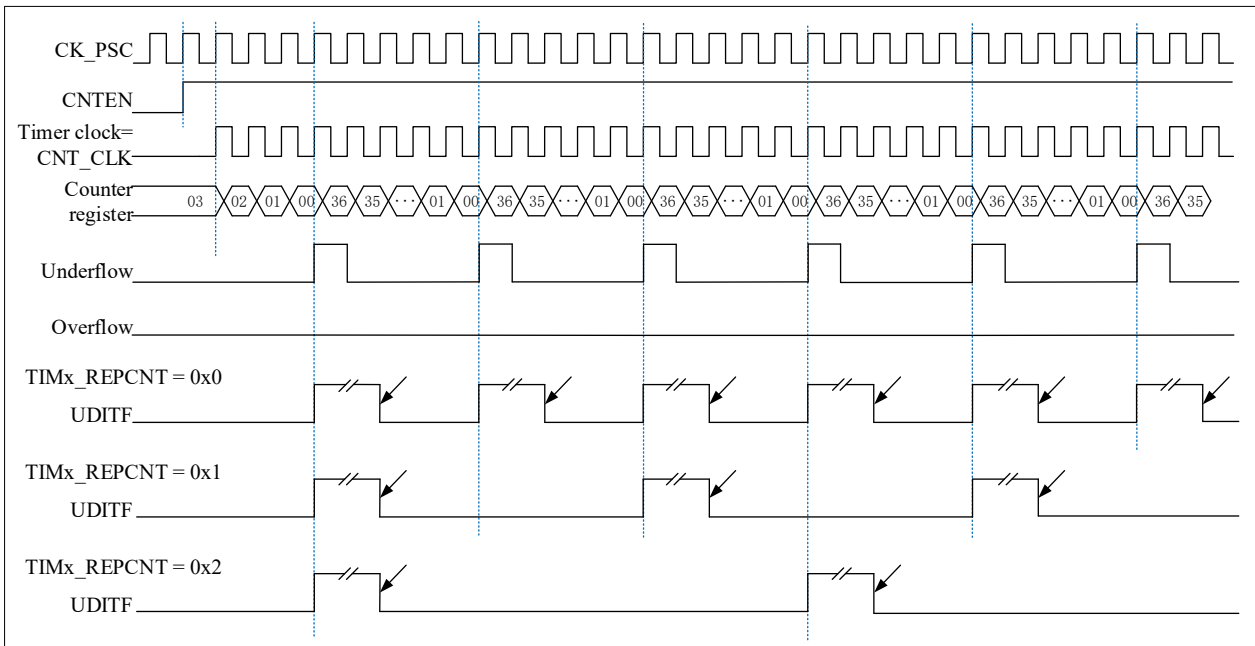 CK_PSC
CNTEN
Timer clock=
CNT_CLK
Counter
register
03 02 01 00 36 35 ··· 01 00 36 35 ··· 01 00 36 35 ··· 01 00 36 35 ··· 01 00 36 35 ··· 01 00 36 35
Underflow
Overflow
TIMx_REPCNT = 0x0
UDITF
TIMx_REPCNT = 0x1
UDITF
TIMx_REPCNT = 0x2
UDITF